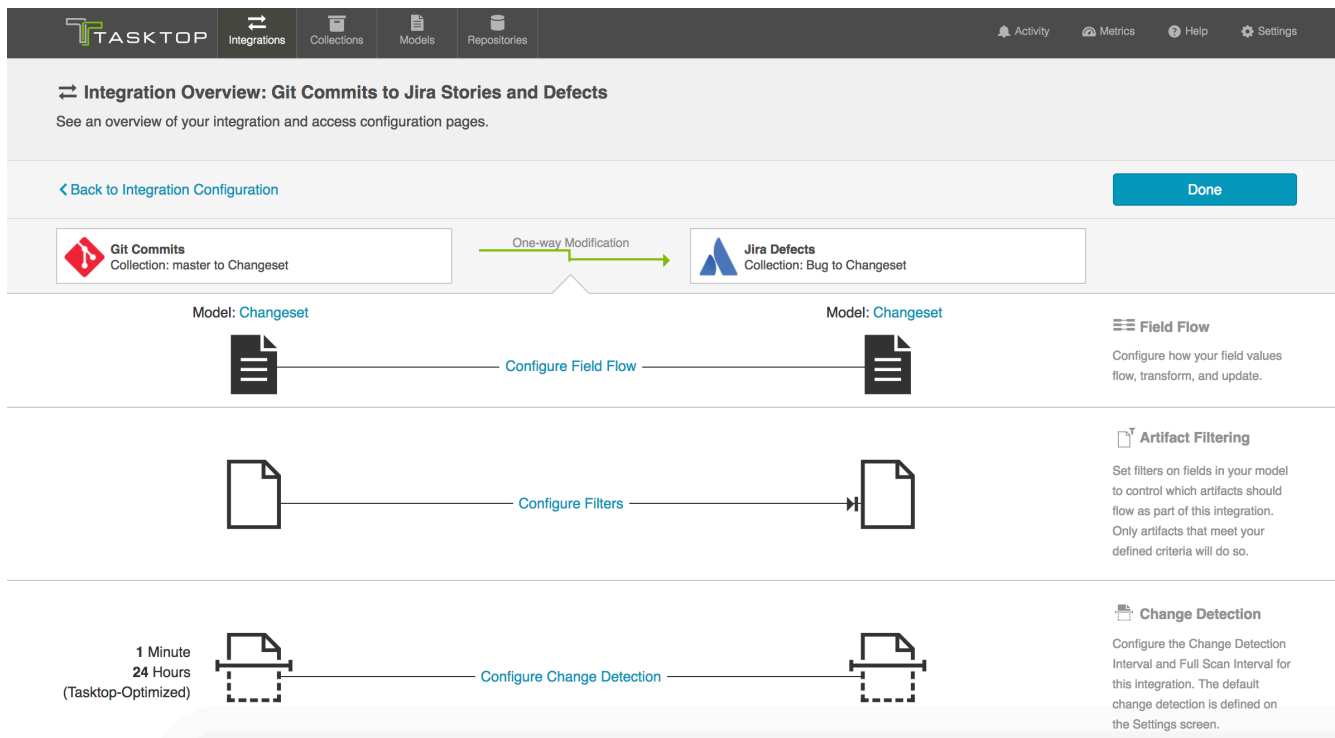 TASKTOP
Integrations
Collections
Models
Repositories
Activity
Metrics
Help
Settings
Integration Overview: Git Commits to Jira Stories and Defects
See an overview of your integration and access configuration pages.
Back to Integration Configuration
Done
Git Commits
Collection: master to Changeset
One-way Modification
Jira Defects
Collection: Bug to Changeset
Model: Changeset
Model: Changeset
Configure Field Flow
Field Flow
Configure how your field values
flow, transform, and update.
Configure Filters
Artifact Filtering
Set filters on fields in your model
to control which artifacts should
flow as part of this integration.
Only artifacts that meet your
defined criteria will do so.
1 Minute
24 Hours
(Tasktop-Optimized)
Configure Change Detection
Change Detection
Configure the Change Detection
Interval and Full Scan Interval for
this integration. The default
change detection is defined on
the Settings screen.